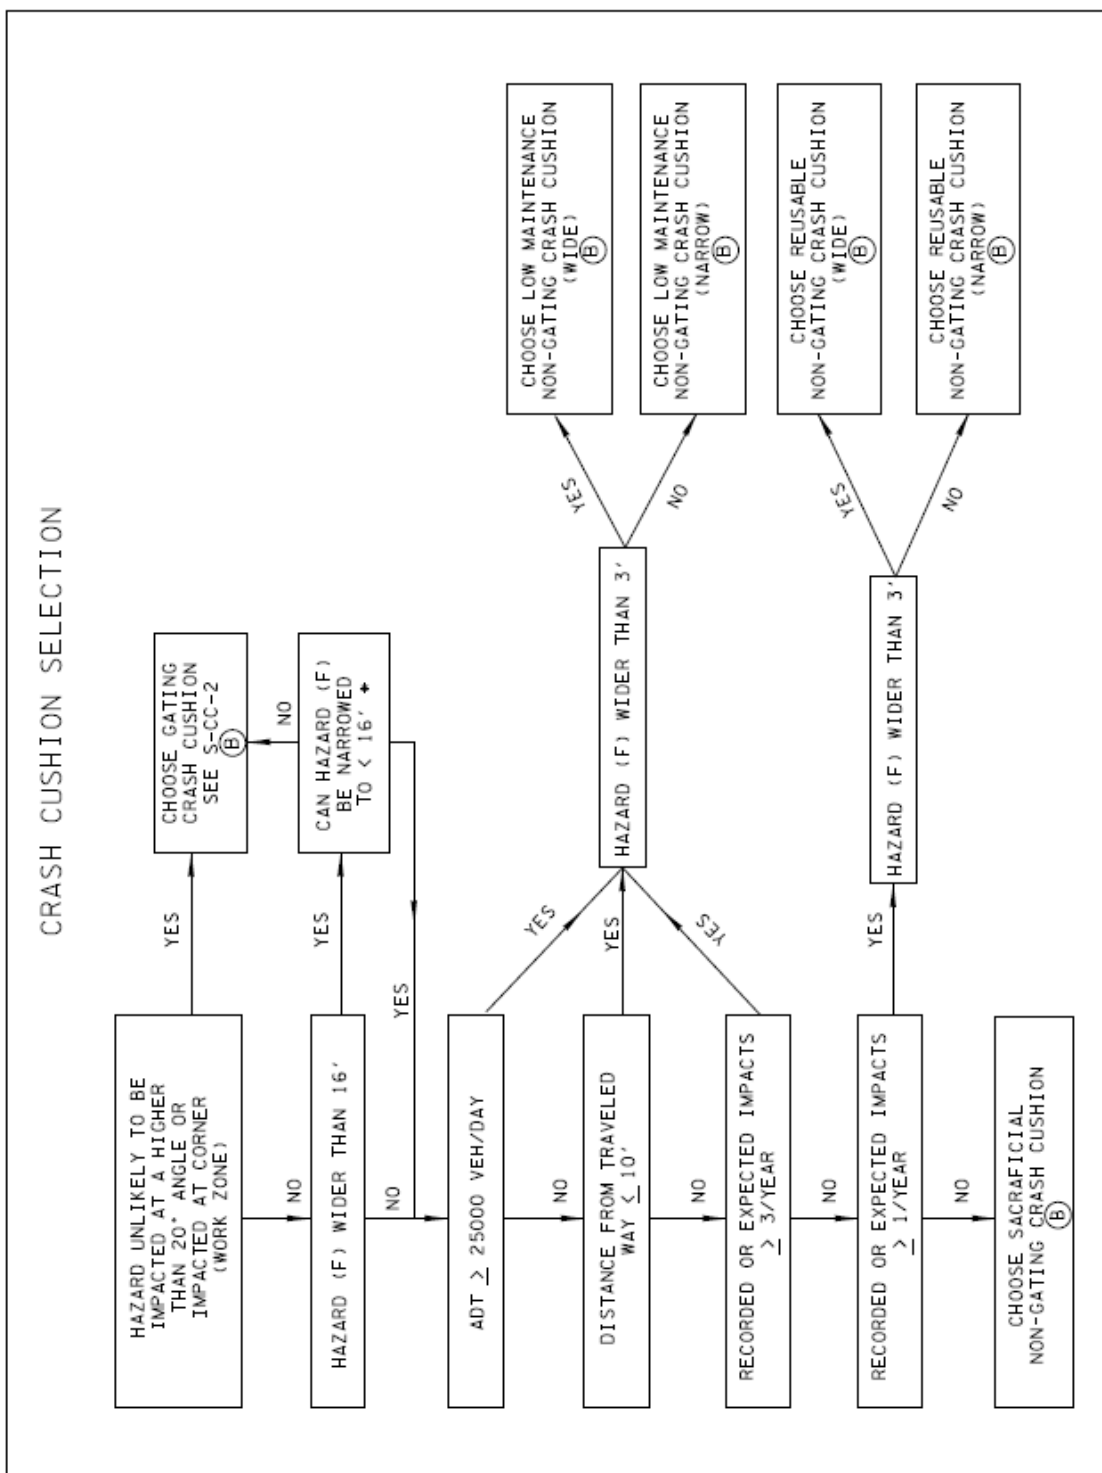 CRASH CUSHION SELECTION
HAZARD UNLIKELY TO BE
IMPACTED AT A HIGHER
THAN 20° ANGLE OR
IMPACTED AT CORNER
(WORK ZONE)
YES
CHOOSE GATING
CRASH CUSHION
SEE S-CC-2
B
NO
NO
HAZARD (F) WIDER THAN 16'
YES
CAN HAZARD (F)
BE NARROWED
TO < 16' *
NO
YES
ADT ≥ 25000 VEH/DAY
YES
NO
DISTANCE FROM TRAVELED
WAY ≤ 10'
YES
HAZARD (F) WIDER THAN 3'
YES
CHOOSE LOW MAINTENANCE
NON-GATING CRASH CUSHION
(WIDE)
B
NO
CHOOSE LOW MAINTENANCE
NON-GATING CRASH CUSHION
(NARROW)
B
NO
RECORDED OR EXPECTED IMPACTS
≥ 3/YEAR
YES
NO
RECORDED OR EXPECTED IMPACTS
≥ 1/YEAR
YES
HAZARD (F) WIDER THAN 3'
YES
CHOOSE REUSABLE
NON-GATING CRASH CUSHION
(WIDE)
B
NO
CHOOSE REUSABLE
NON-GATING CRASH CUSHION
(NARROW)
B
NO
CHOOSE SACRAFICIAL
NON-GATING CRASH CUSHION
B